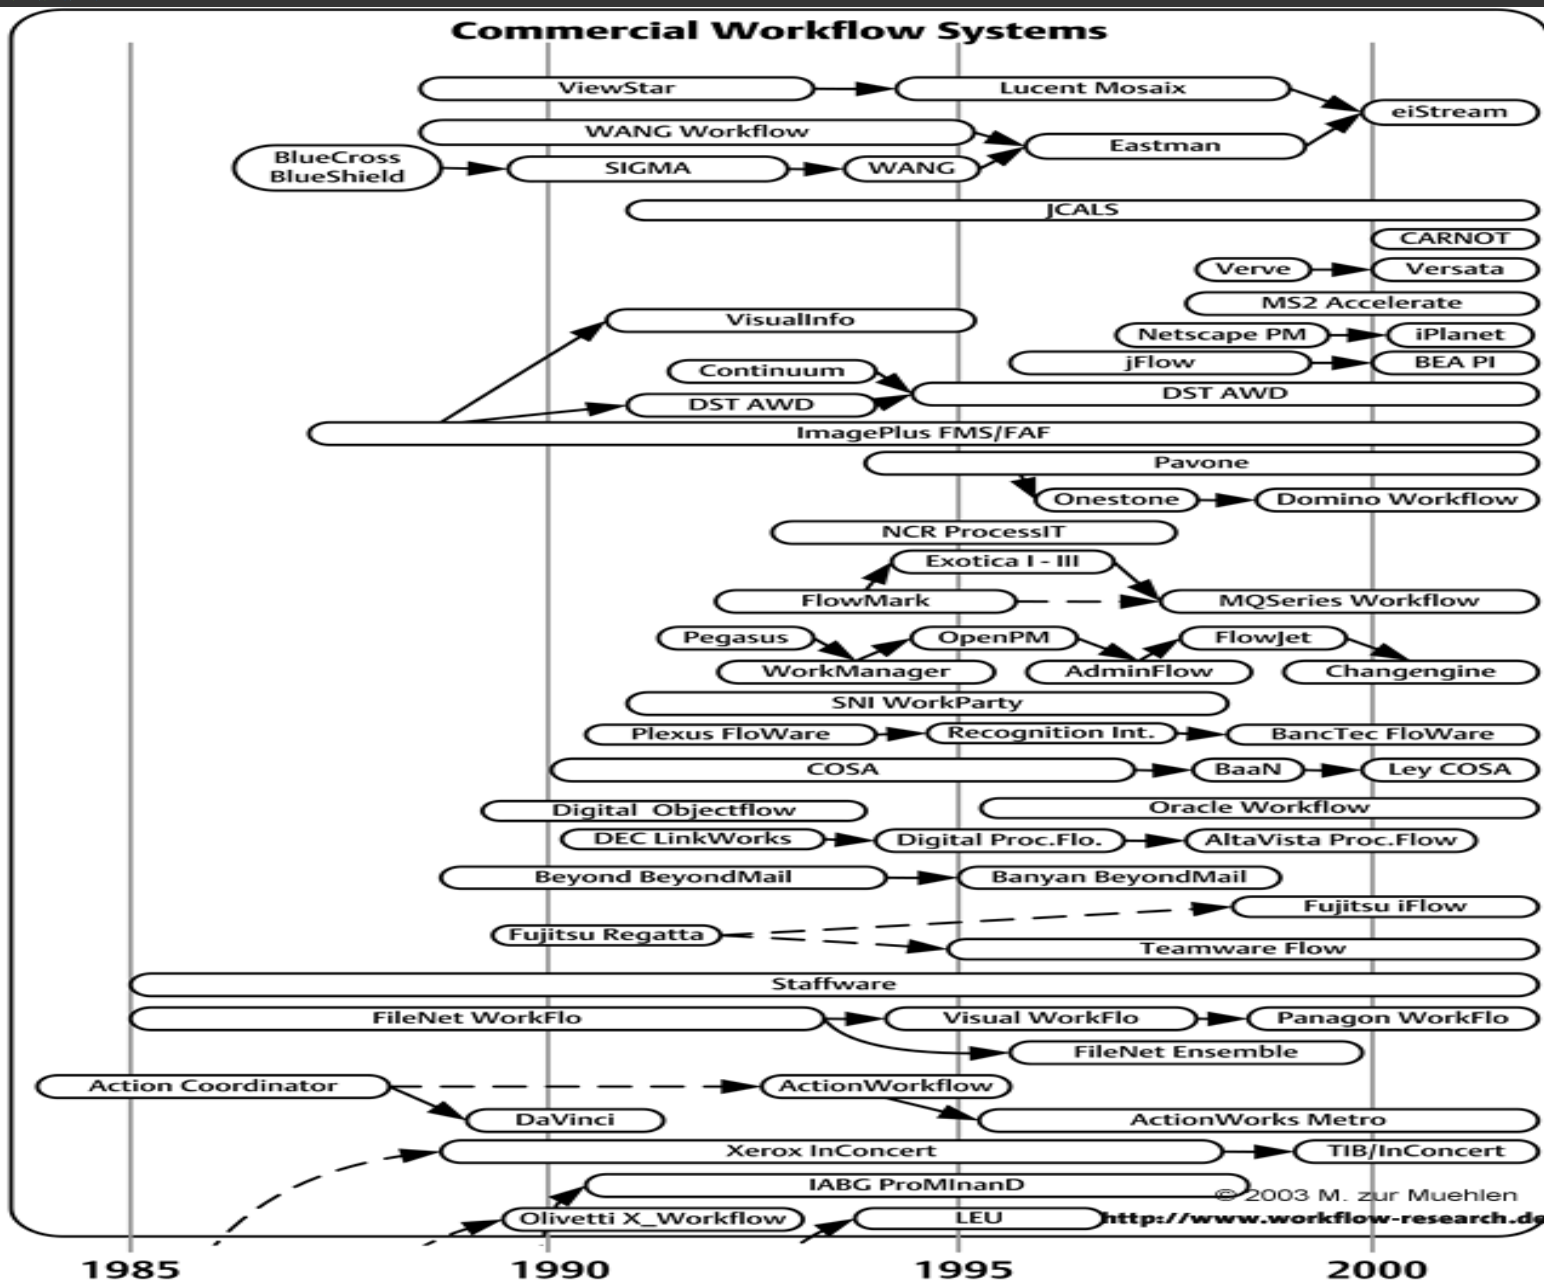 Commercial Workflow Systems
ViewStar
Lucent Mosaix
eiStream
WANG Workflow
Eastman
BlueCross
BlueShield
SIGMA
WANG
JCALS
CARNOT
Verve
Versata
MS2 Accelerate
VisualInfo
Netscape PM
iPlanet
jFlow
BEA PI
Continuum
DST AWD
DST AWD
ImagePlus FMS/FAF
Pavone
Onestone
Domino Workflow
NCR ProcessIT
Exotica I - III
FlowMark
MQSeries Workflow
Pegasus
OpenPM
FlowJet
WorkManager
AdminFlow
Changengine
SNI WorkParty
Plexus FloWare
Recognition Int.
BancTec FloWare
COSA
BaaN
Ley COSA
Digital Objectflow
Oracle Workflow
DEC LinkWorks
Digital Proc.Flo.
AltaVista Proc.Flow
Beyond BeyondMail
Banyan BeyondMail
Fujitsu iFlow
Fujitsu Regatta
Teamware Flow
Staffware
FileNet WorkFlo
Visual WorkFlo
Panagon WorkFlo
FileNet Ensemble
Action Coordinator
ActionWorkflow
DaVinci
ActionWorks Metro
Xerox InConcert
TIB/InConcert
IABG ProMInanD
© 2003 M. zur Muehlen
Olivetti X_Workflow
LEU
http://www.workflow-research.de
1985
1990
1995
2000